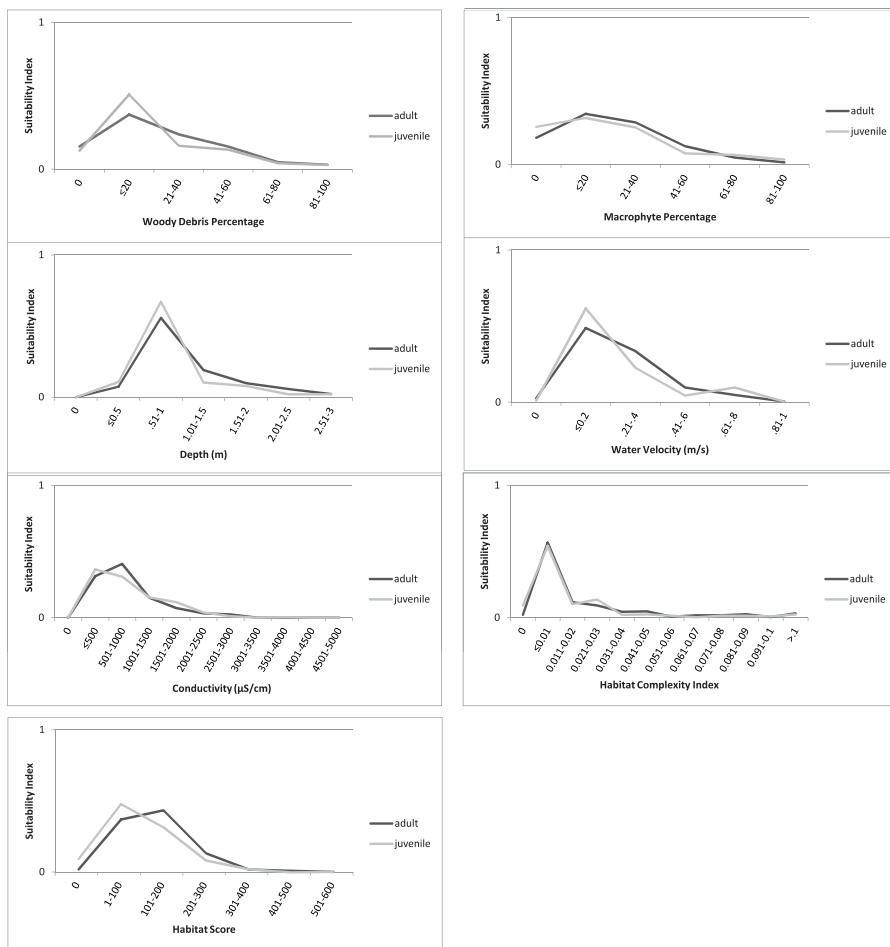 1
Suitability Index
0
0
≤20
21-40
41-60
61-80
81-100
Woody Debris Percentage
adult
juvenile
1
Suitability Index
0
0
≤20
21-40
41-60
61-80
81-100
Macrophyte Percentage
adult
juvenile
1
Suitability Index
0
0
≤0.5
.51-1
1.01-1.5
1.51-2
2.01-2.5
2.51-3
Depth (m)
adult
juvenile
1
Suitability Index
0
0
≤0.2
.21-.4
.41-.6
.61-.8
.81-1
Water Velocity (m/s)
adult
juvenile
1
Suitability Index
0
0
≤500
501-1000
1001-1500
1501-2000
2001-2500
2501-3000
3001-3500
3501-4000
4001-4500
4501-5000
Conductivity (μS/cm)
adult
juvenile
1
Suitability Index
0
0
≤0.01
0.011-0.02
0.021-0.03
0.031-0.04
0.041-0.05
0.051-0.06
0.061-0.07
0.071-0.08
0.081-0.09
0.091-0.1
>.1
Habitat Complexity Index
adult
juvenile
1
Suitability Index
0
0
1-100
101-200
201-300
301-400
401-500
501-600
Habitat Score
adult
juvenile